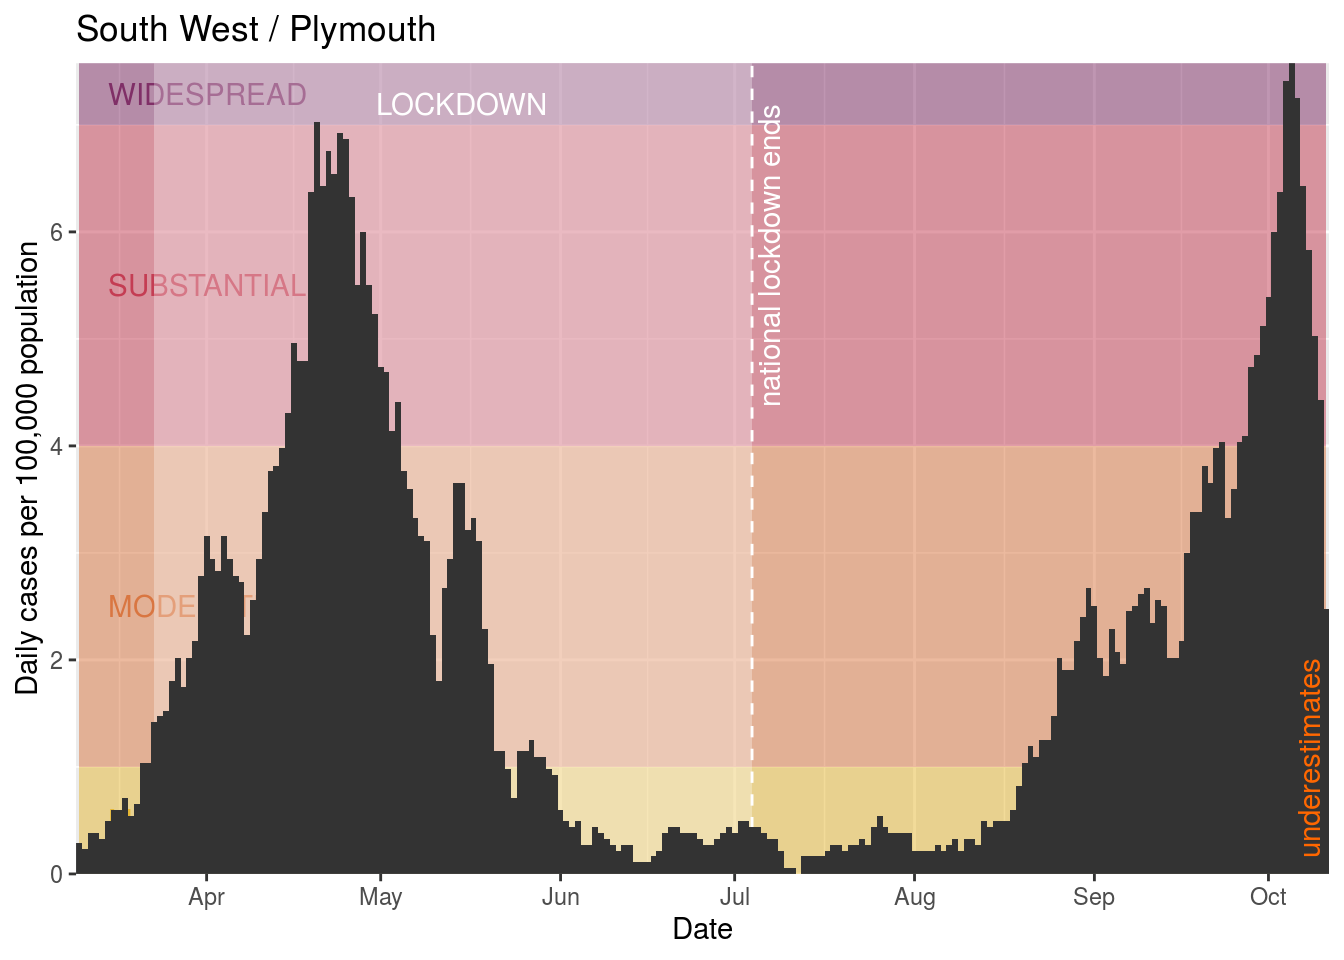 South West / Plymouth
WIDESPREAD
LOCKDOWN
national lockdown ends
SUBSTANTIAL
underestimates
6
4
2
0
Daily cases per 100,000 population
Apr
May
Jun
Jul
Aug
Sep
Oct
Date